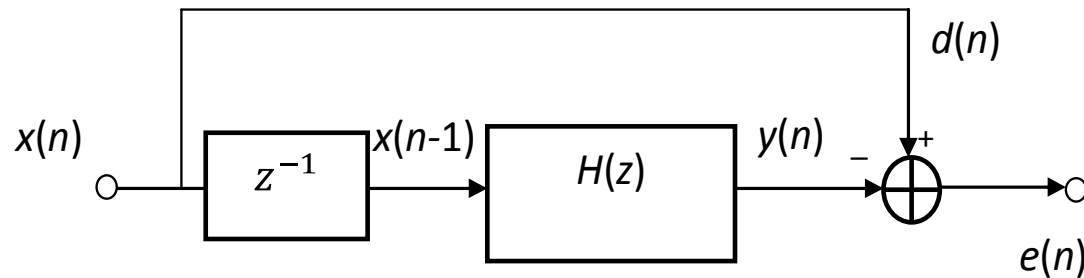 d(n)
x(n)
z⁻¹
x(n-1)
H(z)
y(n)
−
+
e(n)